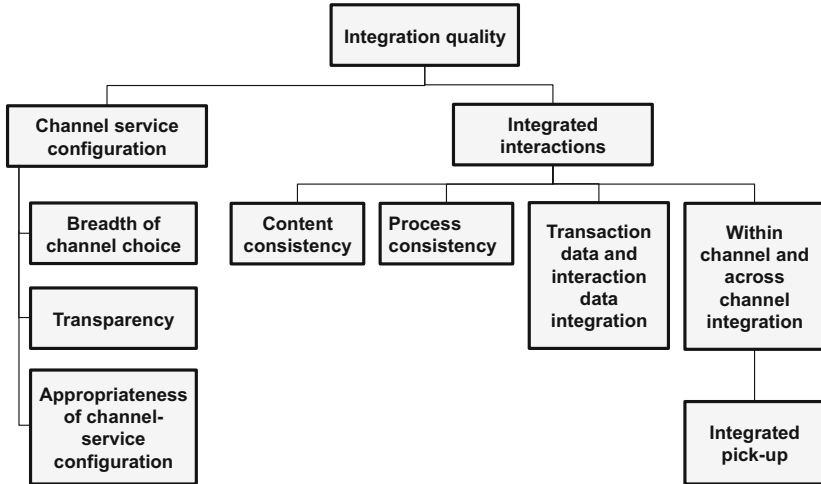 Integration quality
Channel service
configuration
Integrated
interactions
Breadth of
channel choice
Transparency
Appropriateness
of channel-
service
configuration
Content
consistency
Process
consistency
Transaction
data and
interaction
data
integration
Within
channel and
across
channel
integration
Integrated
pick-up